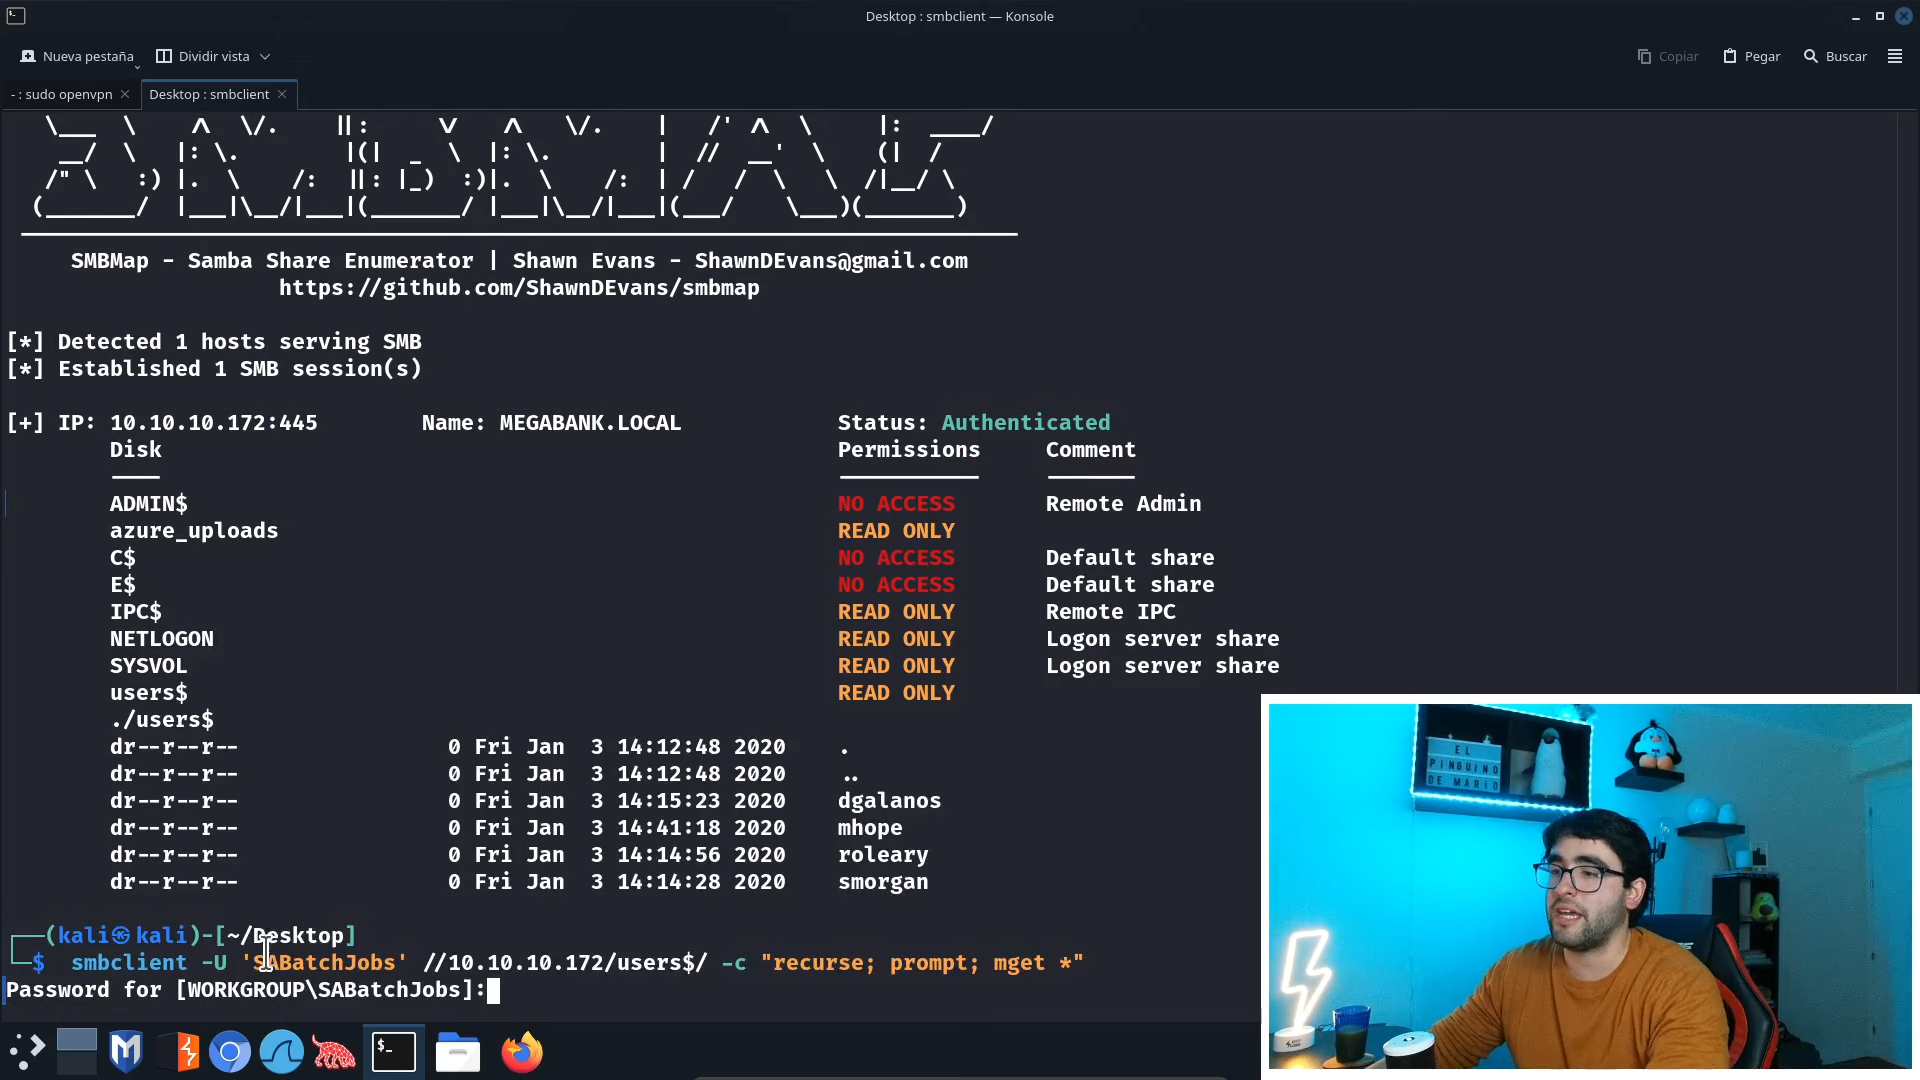 Desktop : smbclient — Konsole
Nueva pestaña
Dividir vista
Copiar
Pegar
Buscar
- : sudo openvpn
Desktop : smbclient
SMBMap - Samba Share Enumerator | Shawn Evans - ShawnDEvans@gmail.com
https://github.com/ShawnDEvans/smbmap
[*] Detected 1 hosts serving SMB
[*] Established 1 SMB session(s)
[+] IP: 10.10.10.172:445 Name: MEGABANK.LOCAL Status: Authenticated
Disk Permissions Comment
ADMIN$ NO ACCESS Remote Admin
azure_uploads READ ONLY
C$ NO ACCESS Default share
E$ NO ACCESS Default share
IPC$ READ ONLY Remote IPC
NETLOGON READ ONLY Logon server share
SYSVOL READ ONLY Logon server share
users$ READ ONLY
./users$
dr--r--r-- 0 Fri Jan 3 14:12:48 2020 .
dr--r--r-- 0 Fri Jan 3 14:12:48 2020 ..
dr--r--r-- 0 Fri Jan 3 14:15:23 2020 dgalanos
dr--r--r-- 0 Fri Jan 3 14:41:18 2020 mhope
dr--r--r-- 0 Fri Jan 3 14:14:56 2020 roleary
dr--r--r-- 0 Fri Jan 3 14:14:28 2020 smorgan
┌──(kali㉿kali)-[~/Desktop]
└─$ smbclient -U 'SABatchJobs' //10.10.10.172/users$/ -c "recurse; prompt; mget *"
Password for [WORKGROUP\SABatchJobs]:
EL
PINGUINO
DE MARIO